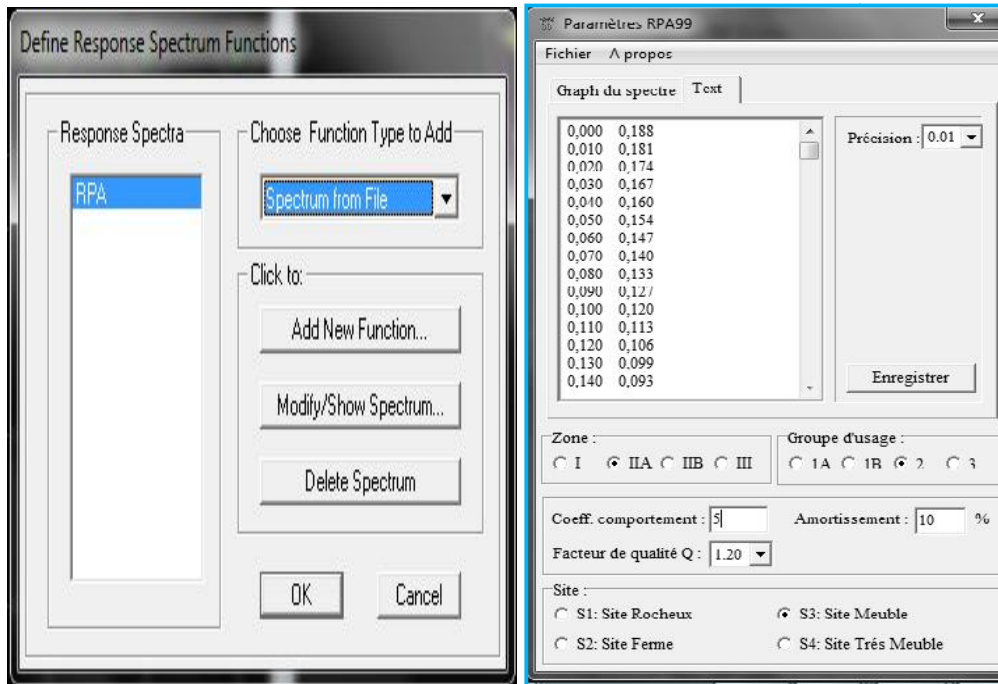 Define Response Spectrum Functions
Response Spectra
RPA
Choose Function Type to Add
Spectrum from File
Click to:
Add New Function...
Modify/Show Spectrum...
Delete Spectrum
OK
Cancel
Paramètres RPA99
Fichier A propos
Graph du spectre Text
0,000 0,188
0,010 0,181
0,020 0,174
0,030 0,167
0,040 0,160
0,050 0,154
0,060 0,147
0,070 0,140
0,080 0,133
0,090 0,127
0,100 0,120
0,110 0,113
0,120 0,106
0,130 0,099
0,140 0,093
Précision : 0.01
Enregistrer
Zone :
I IIA IIB III
Groupe d'usage :
1A 1B 2 3
Coeff. comportement : 5
Amortissement : 10 %
Facteur de qualité Q : 1.20
Site :
S1: Site Rocheux
S3: Site Meuble
S2: Site Ferme
S4: Site Trés Meuble